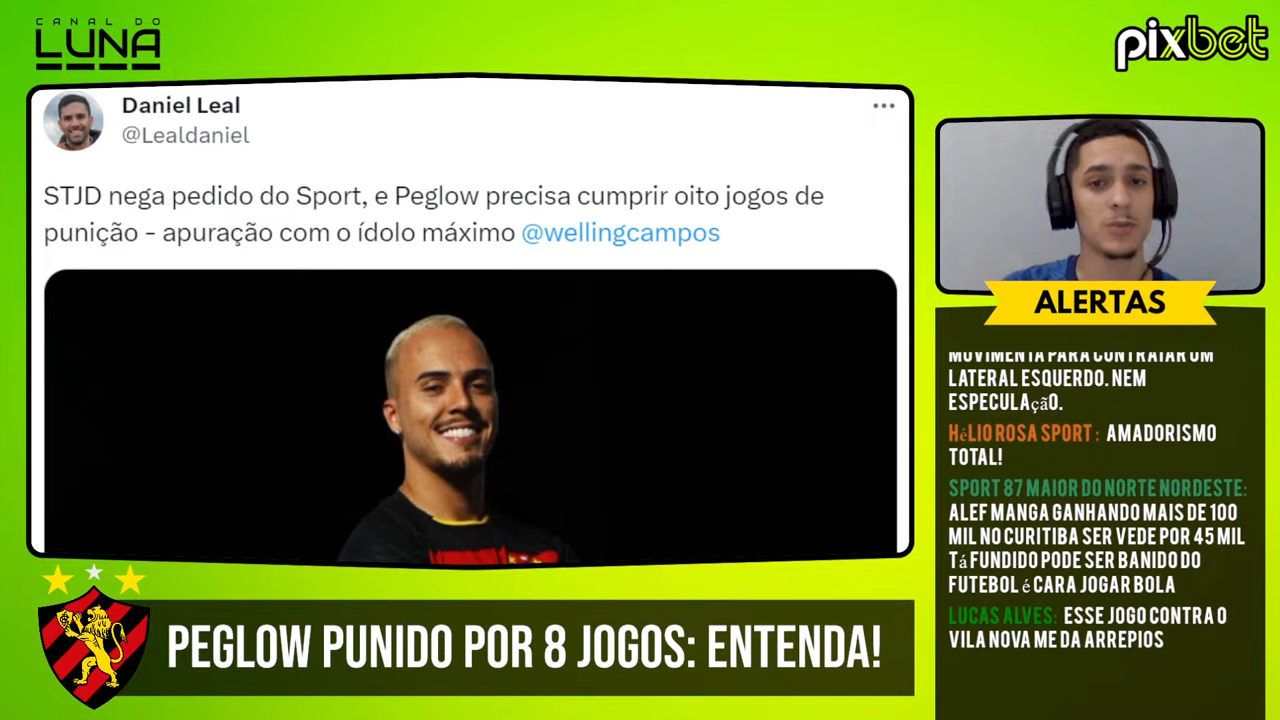 CANAL DO
LUNA
pixbet
Daniel Leal
@Lealdaniel
STJD nega pedido do Sport, e Peglow precisa cumprir oito jogos de
punição - apuração com o ídolo máximo @wellingcampos
ALERTAS
MOVIMENTA PARA CONTRATAR UM
LATERAL ESQUERDO. NEM
ESPECULAçãO.
HéLIO ROSA SPORT : AMADORISMO
TOTAL!
SPORT 87 MAIOR DO NORTE NORDESTE:
ALEF MANGA GANHANDO MAIS DE 100
MIL NO CURITIBA SER VEDE POR 45 MIL
Tá FUNDIDO PODE SER BANIDO DO
FUTEBOL é CARA JOGAR BOLA
LUCAS ALVES: ESSE JOGO CONTRA O
VILA NOVA ME DA ARREPIOS
PEGLOW PUNIDO POR 8 JOGOS: ENTENDA!